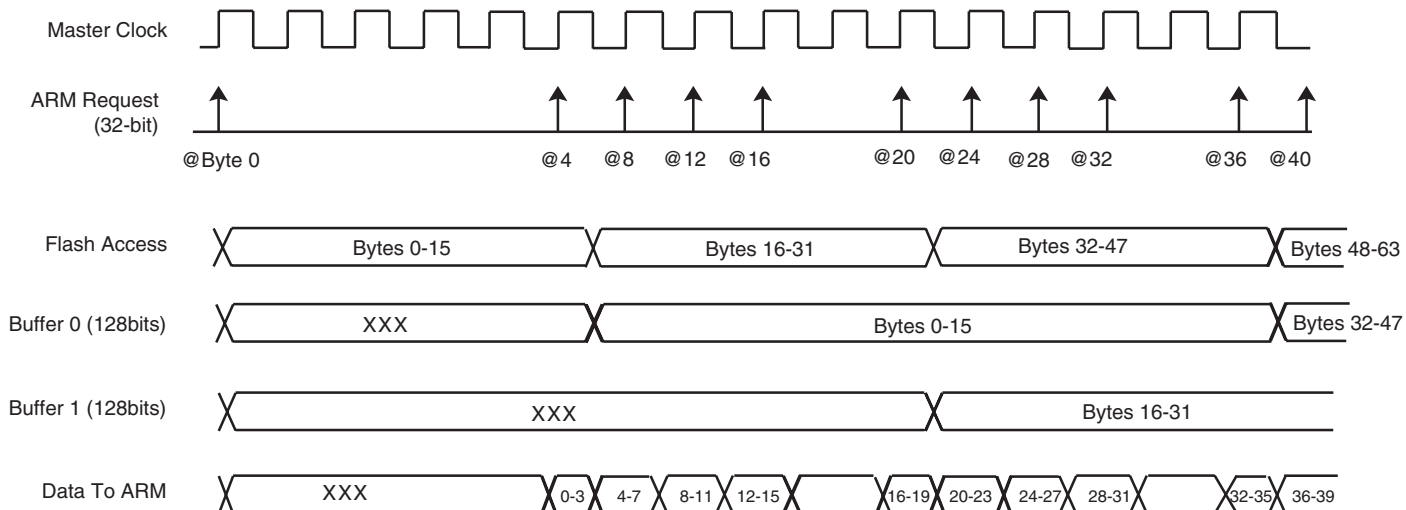 Master Clock
ARM Request
(32-bit)
@Byte 0 @4 @8 @12 @16 @20 @24 @28 @32 @36 @40
Flash Access Bytes 0-15 Bytes 16-31 Bytes 32-47 Bytes 48-63
Buffer 0 (128bits) XXX Bytes 0-15 Bytes 32-47
Buffer 1 (128bits) XXX Bytes 16-31
Data To ARM XXX 0-3 4-7 8-11 12-15 16-19 20-23 24-27 28-31 32-35 36-39